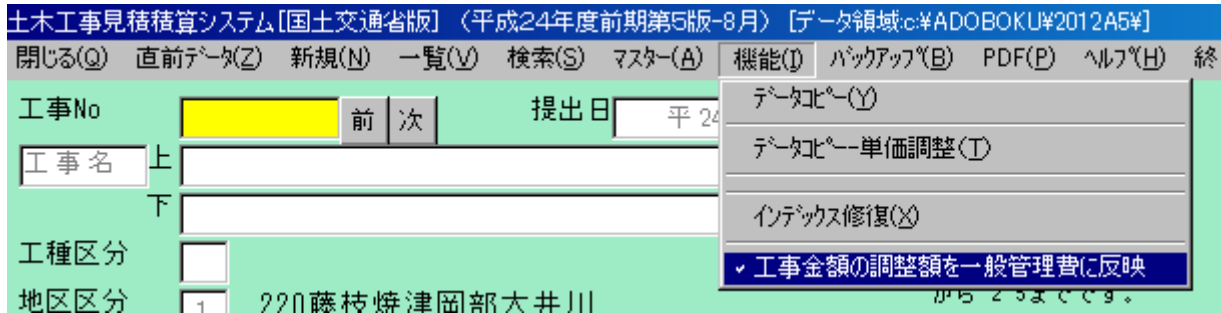 土木工事見積積算システム[国土交通省版] (平成24年度前期第5版-8月) [データ領域:c:¥ADOBOKU¥2012A5¥]
閉じる(Q) 直前ﾃﾞｰﾀ(Z) 新規(N) 一覧(V) 検索(S) ﾏｽﾀｰ(A) 機能(I) ﾊﾞｯｸｱｯﾌﾟ(B) PDF(P) ﾍﾙﾌﾟ(H) 終
工事No 前 次 提出日 平 24
ﾃﾞｰﾀｺﾋﾟｰ(Y)
工事名 上
ﾃﾞｰﾀｺﾋﾟｰ-単価調整(T)
下
ｲﾝﾃﾞｯｸｽ修復(X)
工種区分
✓ 工事金額の調整額を一般管理費に反映
地区区分 1 220藤枝焼津岡部大井川
から 25までです。